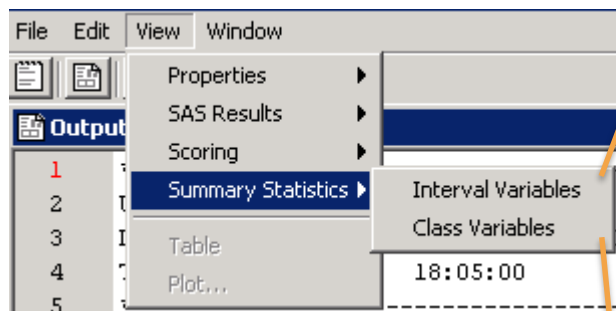 File Edit View Window
Properties
SAS Results
Output
Scoring
1
Summary Statistics
Interval Variables
2
Class Variables
3
Table
4
18:05:00
Plot...
5